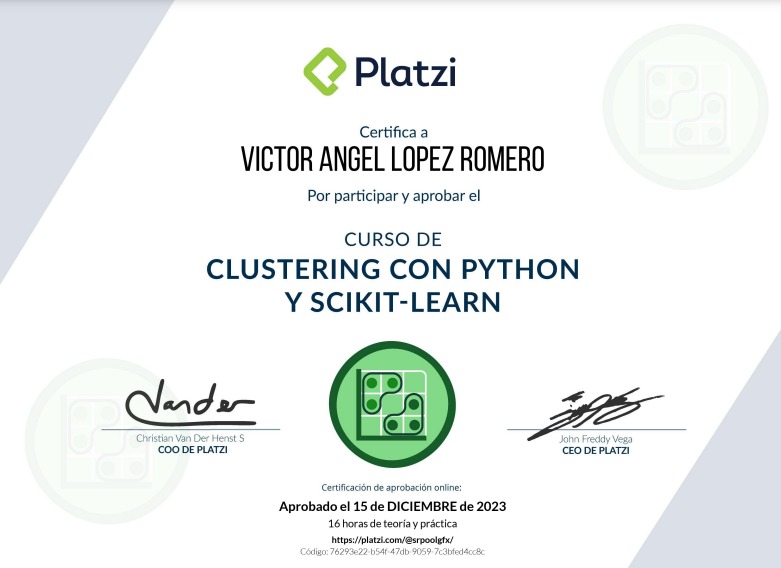 Platzi
Certifica a
VICTOR ANGEL LOPEZ ROMERO
Por participar y aprobar el
CURSO DE
CLUSTERING CON PYTHON
Y SCIKIT-LEARN
Vander
Christian Van Der Henst S
COO DE PLATZI
John Freddy Vega
CEO DE PLATZI
Certificación de aprobación online:
Aprobado el 15 de DICIEMBRE de 2023
16 horas de teoría y práctica
https://platzi.com/@srpoolgfx/
Código: 76293e22-b54f-47db-9059-7c3bfed4cc8c